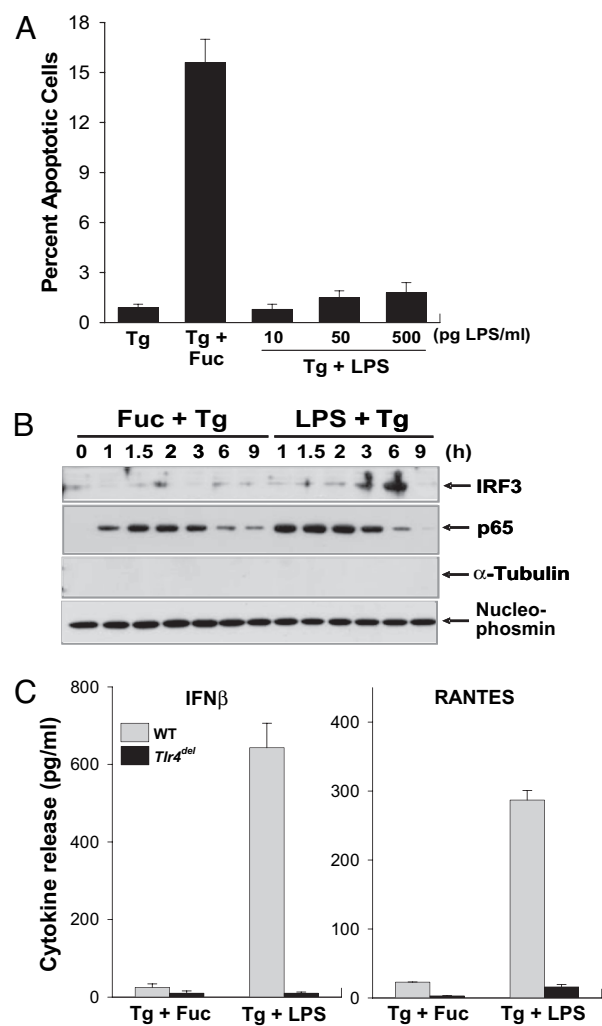 A
Percent Apoptotic Cells
18
15
12
9
6
3
0
Tg
Tg +
Fuc
10 50 500 (pg LPS/ml)
Tg + LPS
B
Fuc + Tg LPS + Tg
0 1 1.5 2 3 6 9 1 1.5 2 3 6 9 (h)
IRF3
p65
α-Tubulin
Nucleo-
phosmin
C
Cytokine release (pg/ml)
IFNβ
WT
Tlr4del
800
600
400
200
0
Tg + Fuc Tg + LPS
RANTES
400
300
200
100
0
Tg + Fuc Tg + LPS